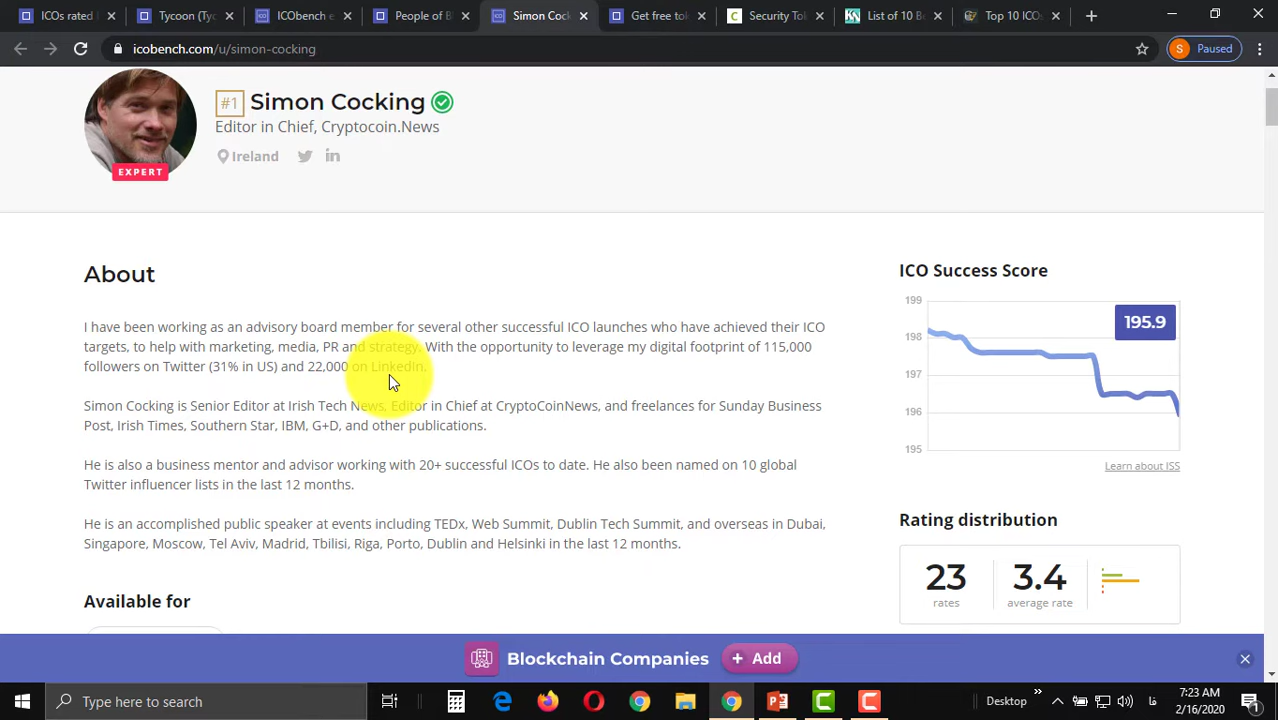 ICOs rated
Tycoon (Ty
ICObench e
People of B
Simon Cock
Get free tok
Security Tok
List of 10 B
Top 10 ICOs
icobench.com/u/simon-cocking
S
Paused
#1 Simon Cocking
Editor in Chief, Cryptocoin.News
Ireland
EXPERT
About
I have been working as an advisory board member for several other successful ICO launches who have achieved their ICO
targets, to help with marketing, media, PR and strategy. With the opportunity to leverage my digital footprint of 115,000
followers on Twitter (31% in US) and 22,000 on LinkedIn.
Simon Cocking is Senior Editor at Irish Tech News. Editor in Chief at CryptoCoinNews, and freelances for Sunday Business
Post, Irish Times, Southern Star, IBM, G+D, and other publications.
He is also a business mentor and advisor working with 20+ successful ICOs to date. He also been named on 10 global
Twitter influencer lists in the last 12 months.
He is an accomplished public speaker at events including TEDx, Web Summit, Dublin Tech Summit, and overseas in Dubai,
Singapore, Moscow, Tel Aviv, Madrid, Tbilisi, Riga, Porto, Dublin and Helsinki in the last 12 months.
Available for
ICO Success Score
199
198
197
196
195
195.9
Learn about ISS
Rating distribution
23
rates
3.4
average rate
Blockchain Companies
+ Add
Type here to search
Desktop
فا
7:23 AM
2/16/2020
1